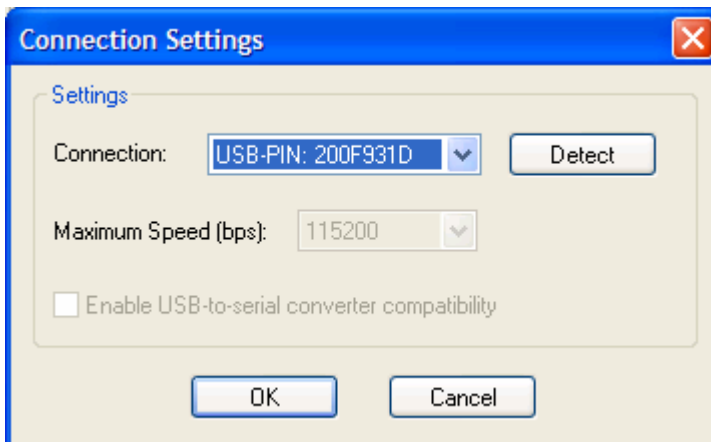 Connection Settings
Settings
Connection: USB-PIN: 200F931D Detect
Maximum Speed (bps): 115200
Enable USB-to-serial converter compatibility
OK Cancel